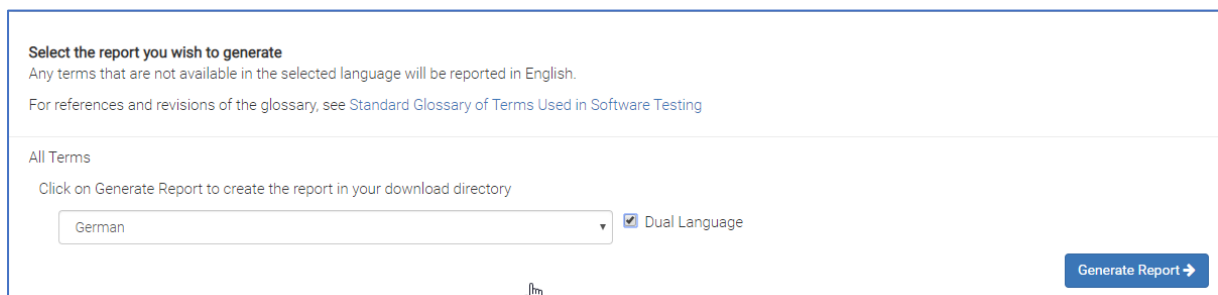 Select the report you wish to generate
Any terms that are not available in the selected language will be reported in English.
For references and revisions of the glossary, see Standard Glossary of Terms Used in Software Testing
All Terms
Click on Generate Report to create the report in your download directory
German
Dual Language
Generate Report